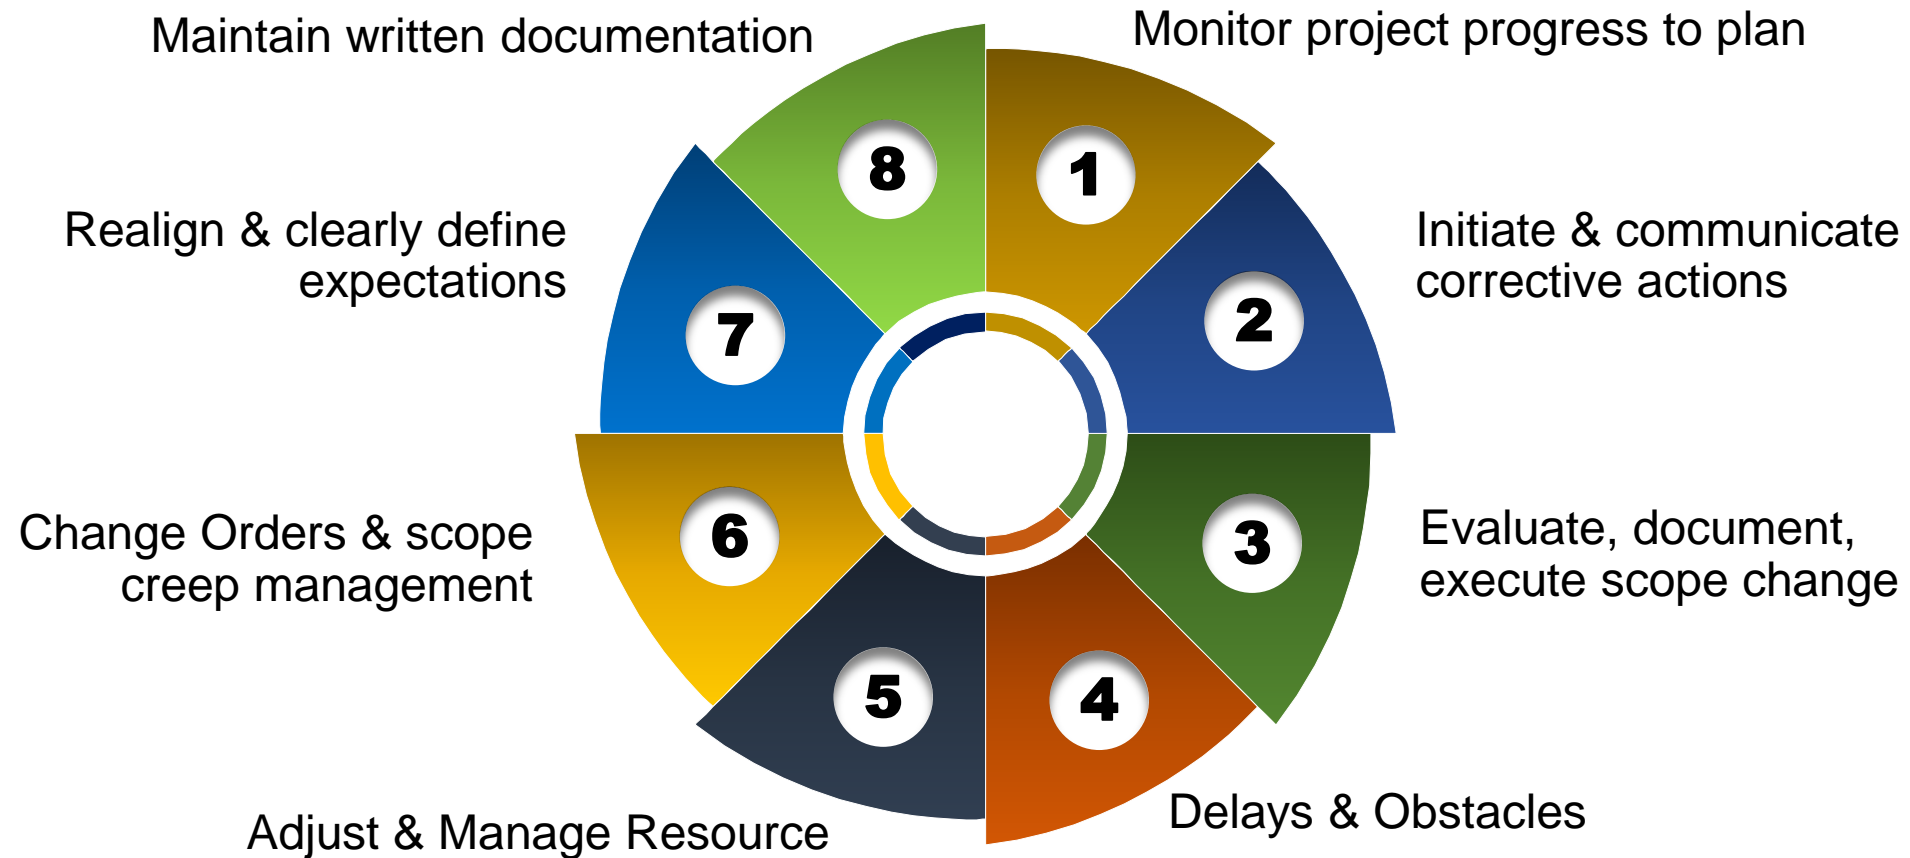 Maintain written documentation
Monitor project progress to plan
8
1
Realign & clearly define
expectations
7
2
Initiate & communicate
corrective actions
Change Orders & scope
creep management
6
3
Evaluate, document,
execute scope change
5
4
Adjust & Manage Resource
Delays & Obstacles